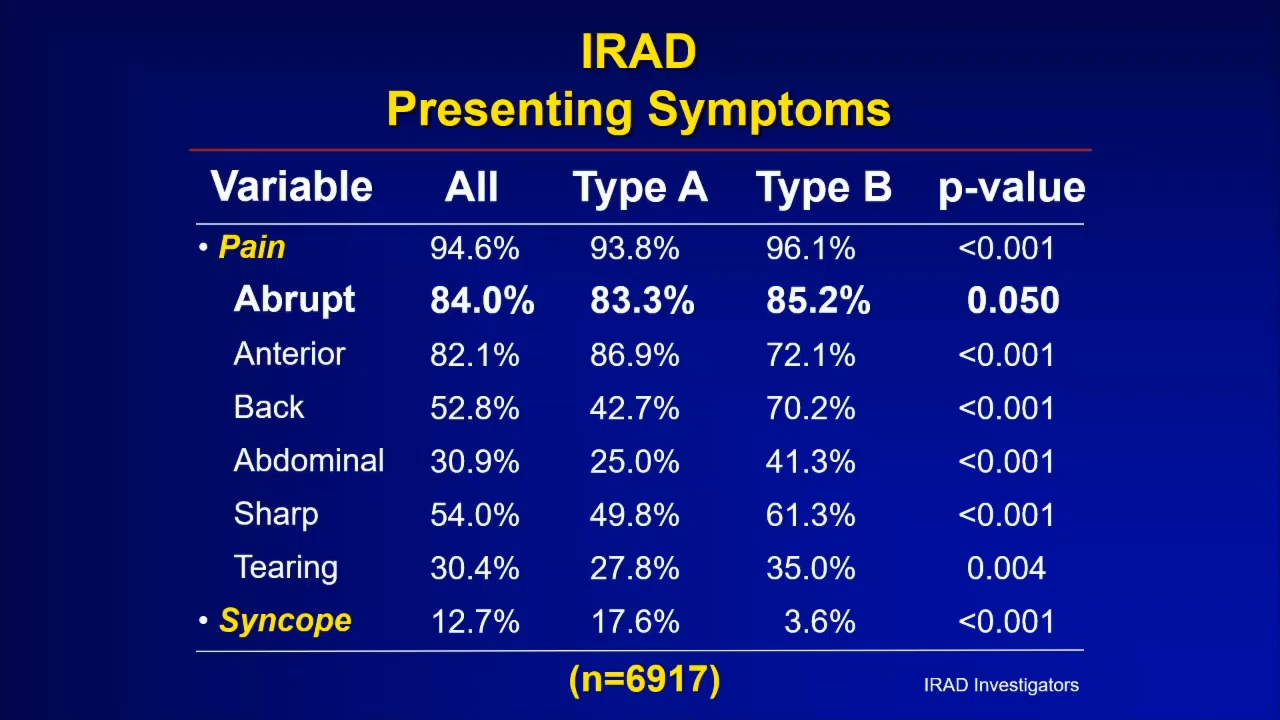 IRAD
Presenting Symptoms
Variable All Type A Type B p-value
• Pain 94.6% 93.8% 96.1% <0.001
Abrupt 84.0% 83.3% 85.2% 0.050
Anterior 82.1% 86.9% 72.1% <0.001
Back 52.8% 42.7% 70.2% <0.001
Abdominal 30.9% 25.0% 41.3% <0.001
Sharp 54.0% 49.8% 61.3% <0.001
Tearing 30.4% 27.8% 35.0% 0.004
• Syncope 12.7% 17.6% 3.6% <0.001
(n=6917) IRAD Investigators